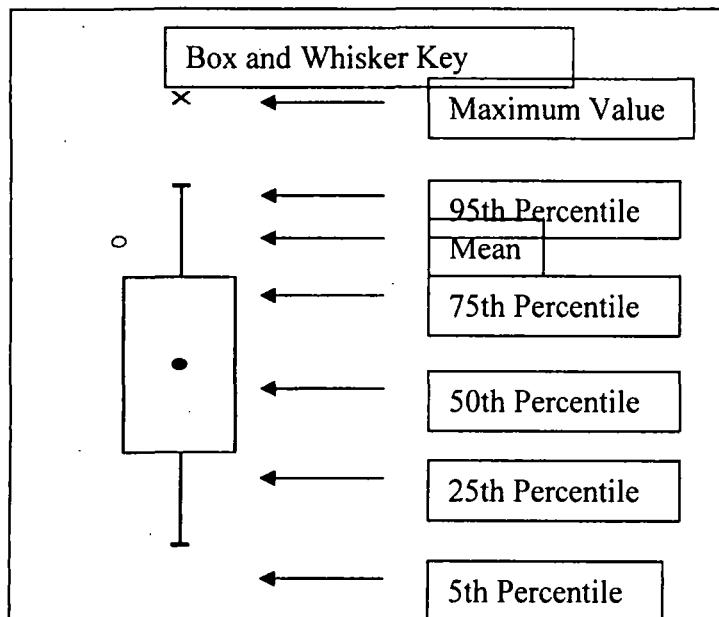 Box and Whisker Key
Maximum Value
95th Percentile
Mean
75th Percentile
50th Percentile
25th Percentile
5th Percentile